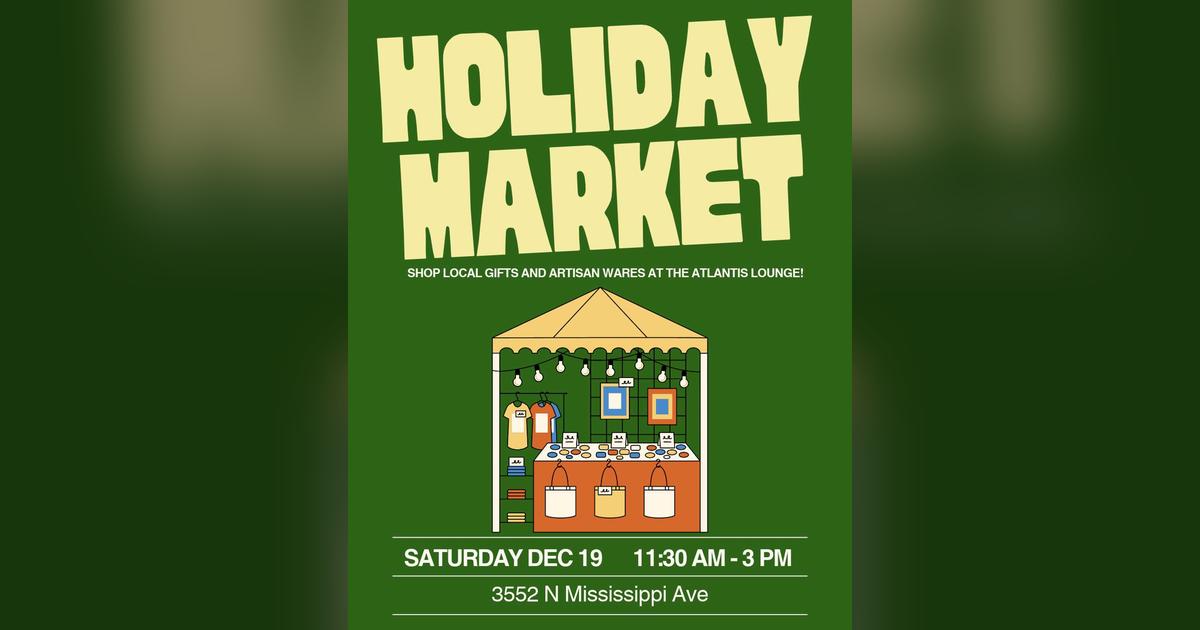 HOLIDAY
MARKET
SHOP LOCAL GIFTS AND ARTISAN WARES AT THE ATLANTIS LOUNGE!
SATURDAY DEC 19 11:30 AM - 3 PM
3552 N Mississippi Ave